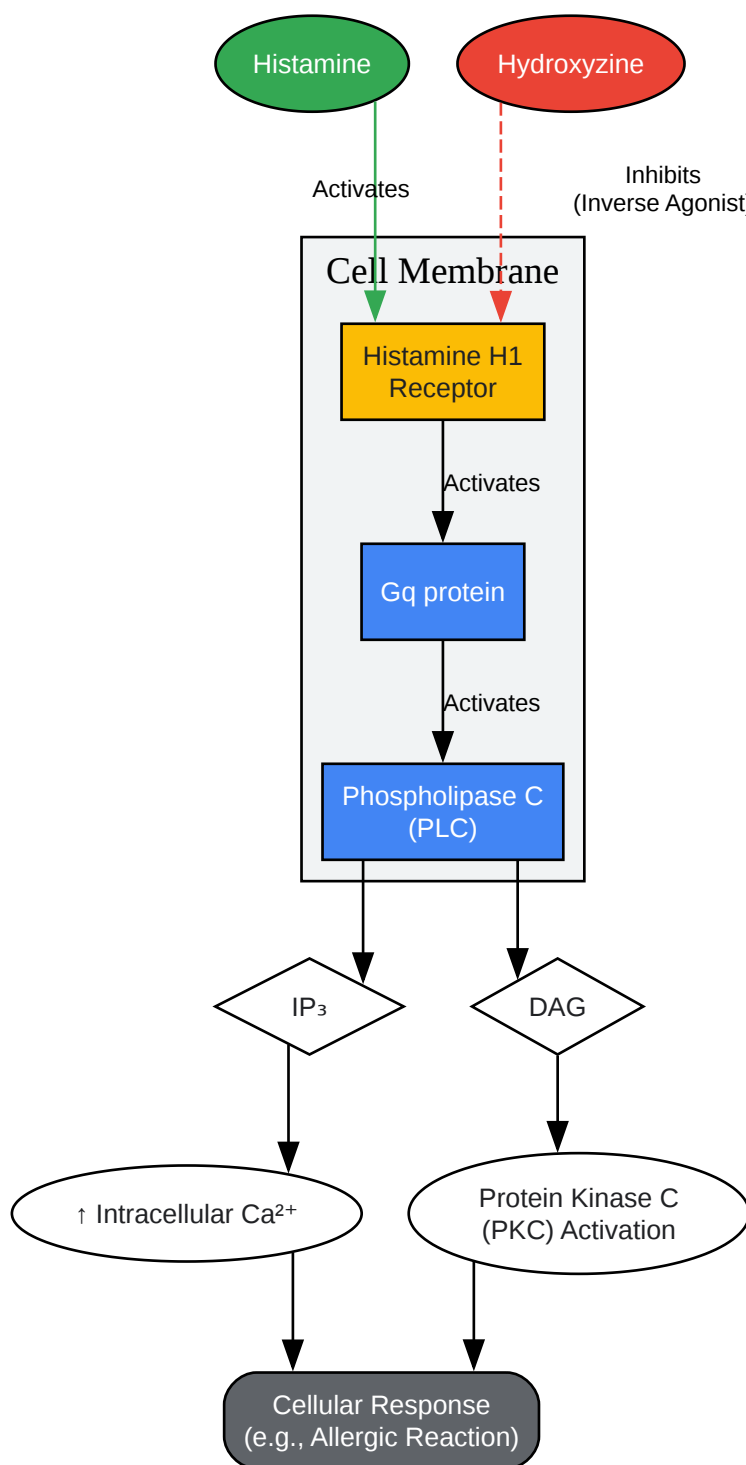 Histamine
Hydroxyzine
Activates
Inhibits
(Inverse Agonist)
Cell Membrane
Histamine H1
Receptor
Activates
Gq protein
Activates
Phospholipase C
(PLC)
IP₃
DAG
↑ Intracellular Ca²⁺
Protein Kinase C
(PKC) Activation
Cellular Response
(e.g., Allergic Reaction)